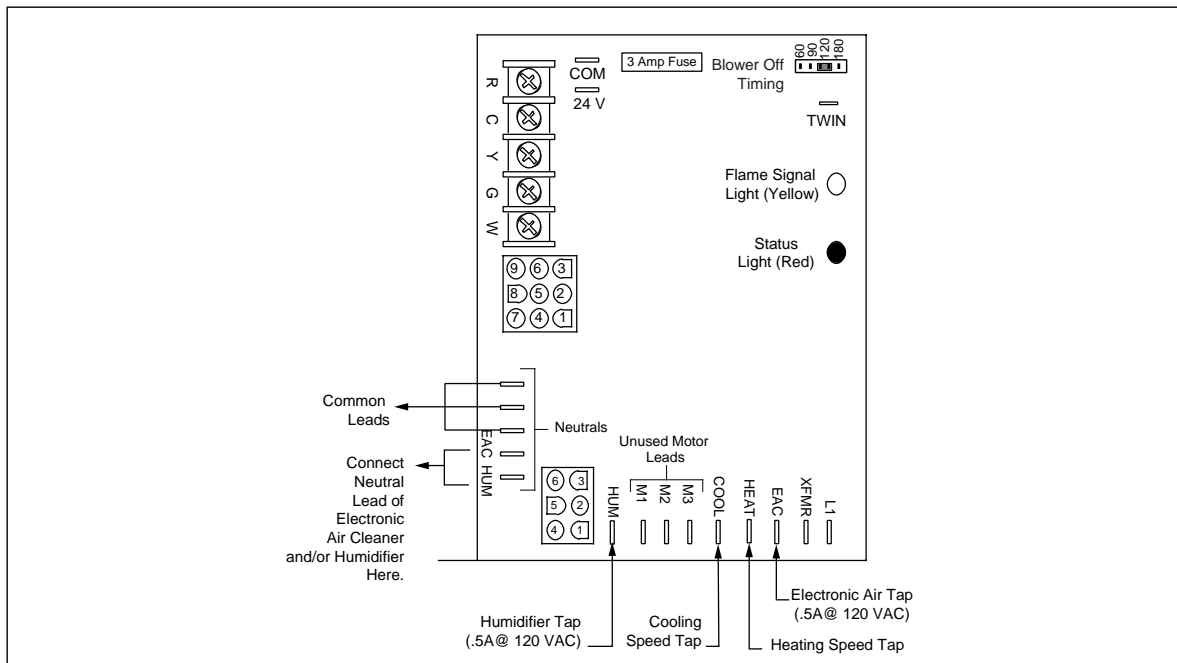 R
C
Y
G
W
COM
24 V
3 Amp Fuse
Blower Off
Timing
60
90
120
180
TWIN
Flame Signal
Light (Yellow)
Status
Light (Red)
9 6 3
8 5 2
7 4 1
Common
Leads
Neutrals
EAC
HUM
Connect
Neutral
Lead of
Electronic
Air Cleaner
and/or Humidifier
Here.
6 3
5 2
4 1
Unused Motor
Leads
HUM
M1
M2
M3
COOL
HEAT
EAC
XFMR
L1
Humidifier Tap
(.5A@ 120 VAC)
Cooling
Speed Tap
Electronic Air Tap
(.5A@ 120 VAC)
Heating Speed Tap